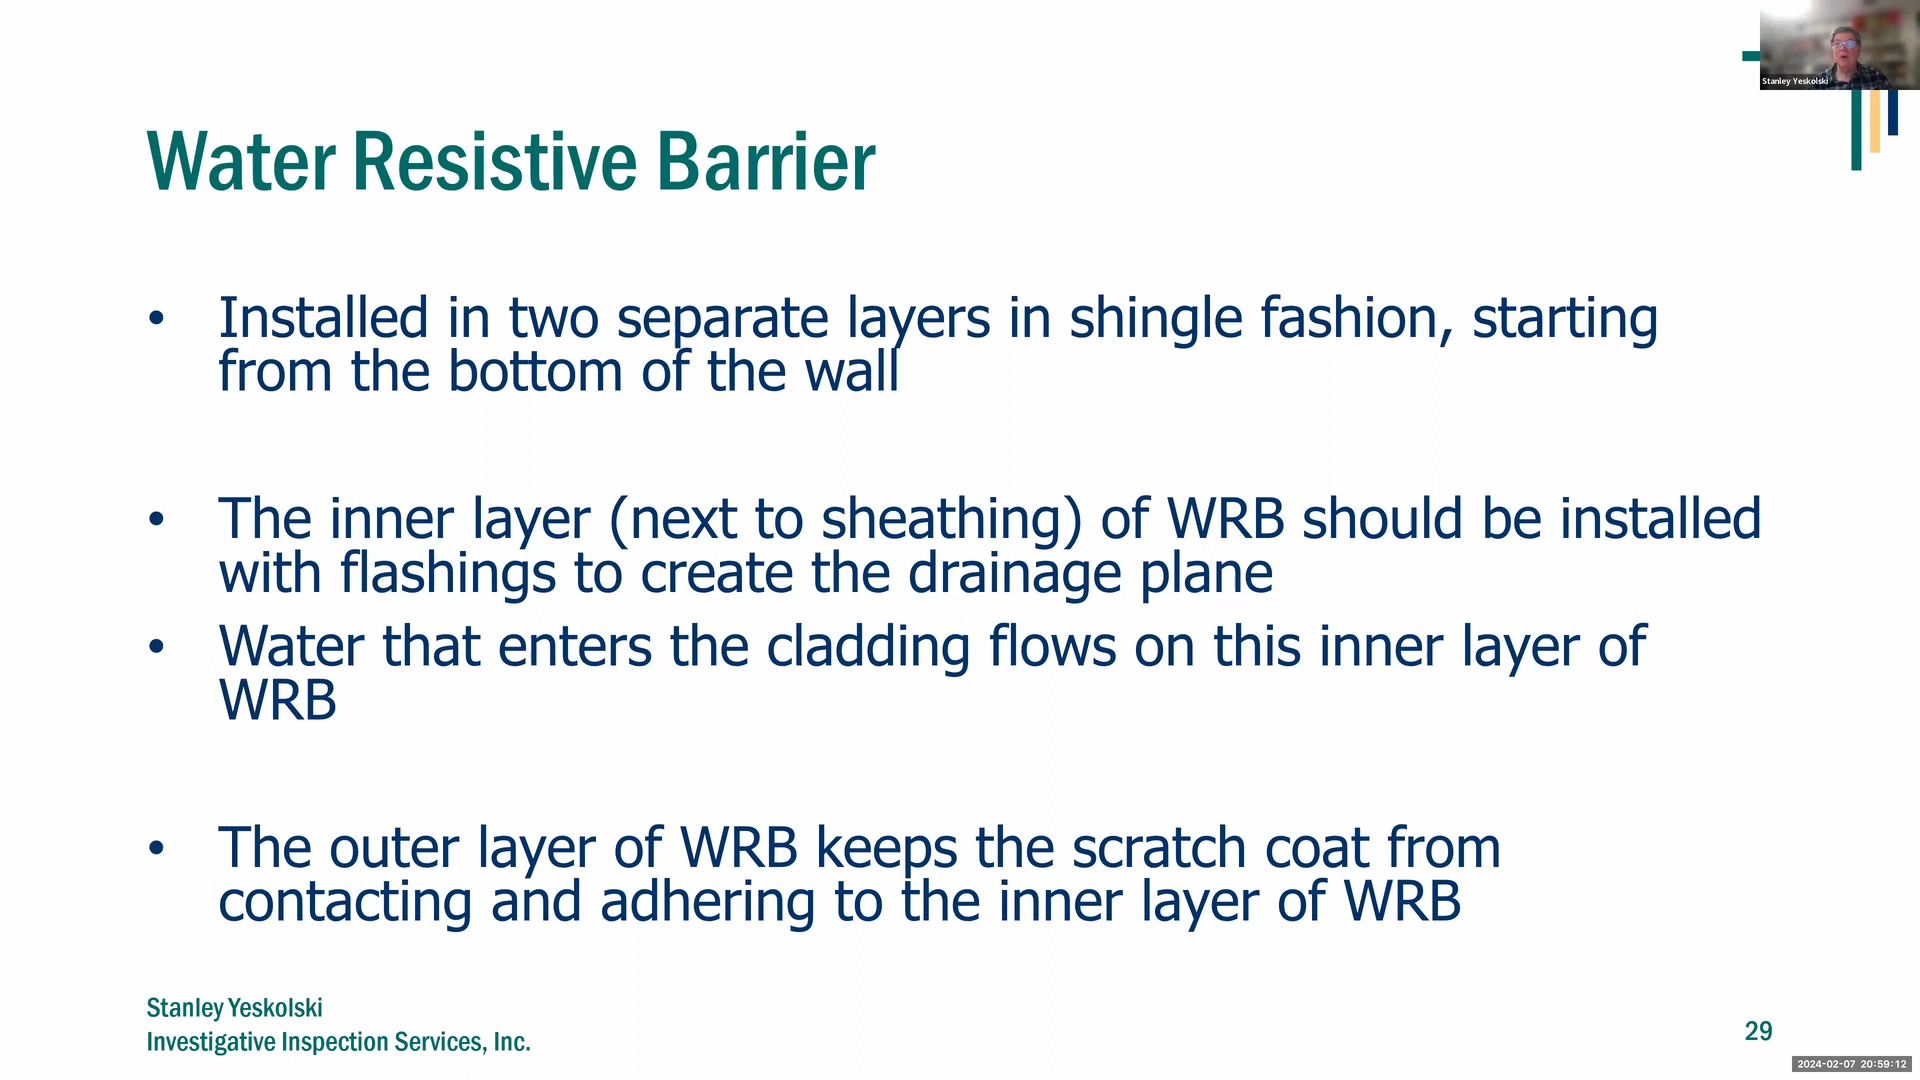 Stanley Yeskolski
Water Resistive Barrier
• Installed in two separate layers in shingle fashion, starting
from the bottom of the wall
• The inner layer (next to sheathing) of WRB should be installed
with flashings to create the drainage plane
• Water that enters the cladding flows on this inner layer of
WRB
• The outer layer of WRB keeps the scratch coat from
contacting and adhering to the inner layer of WRB
Stanley Yeskolski
Investigative Inspection Services, Inc.
29
2024-02-07 20:59:12